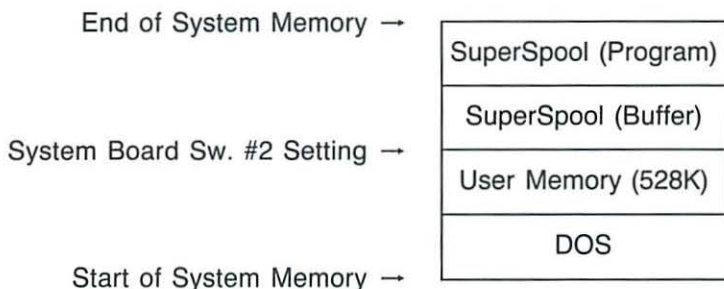 End of System Memory →
SuperSpool (Program)
SuperSpool (Buffer)
System Board Sw. #2 Setting →
User Memory (528K)
DOS
Start of System Memory →